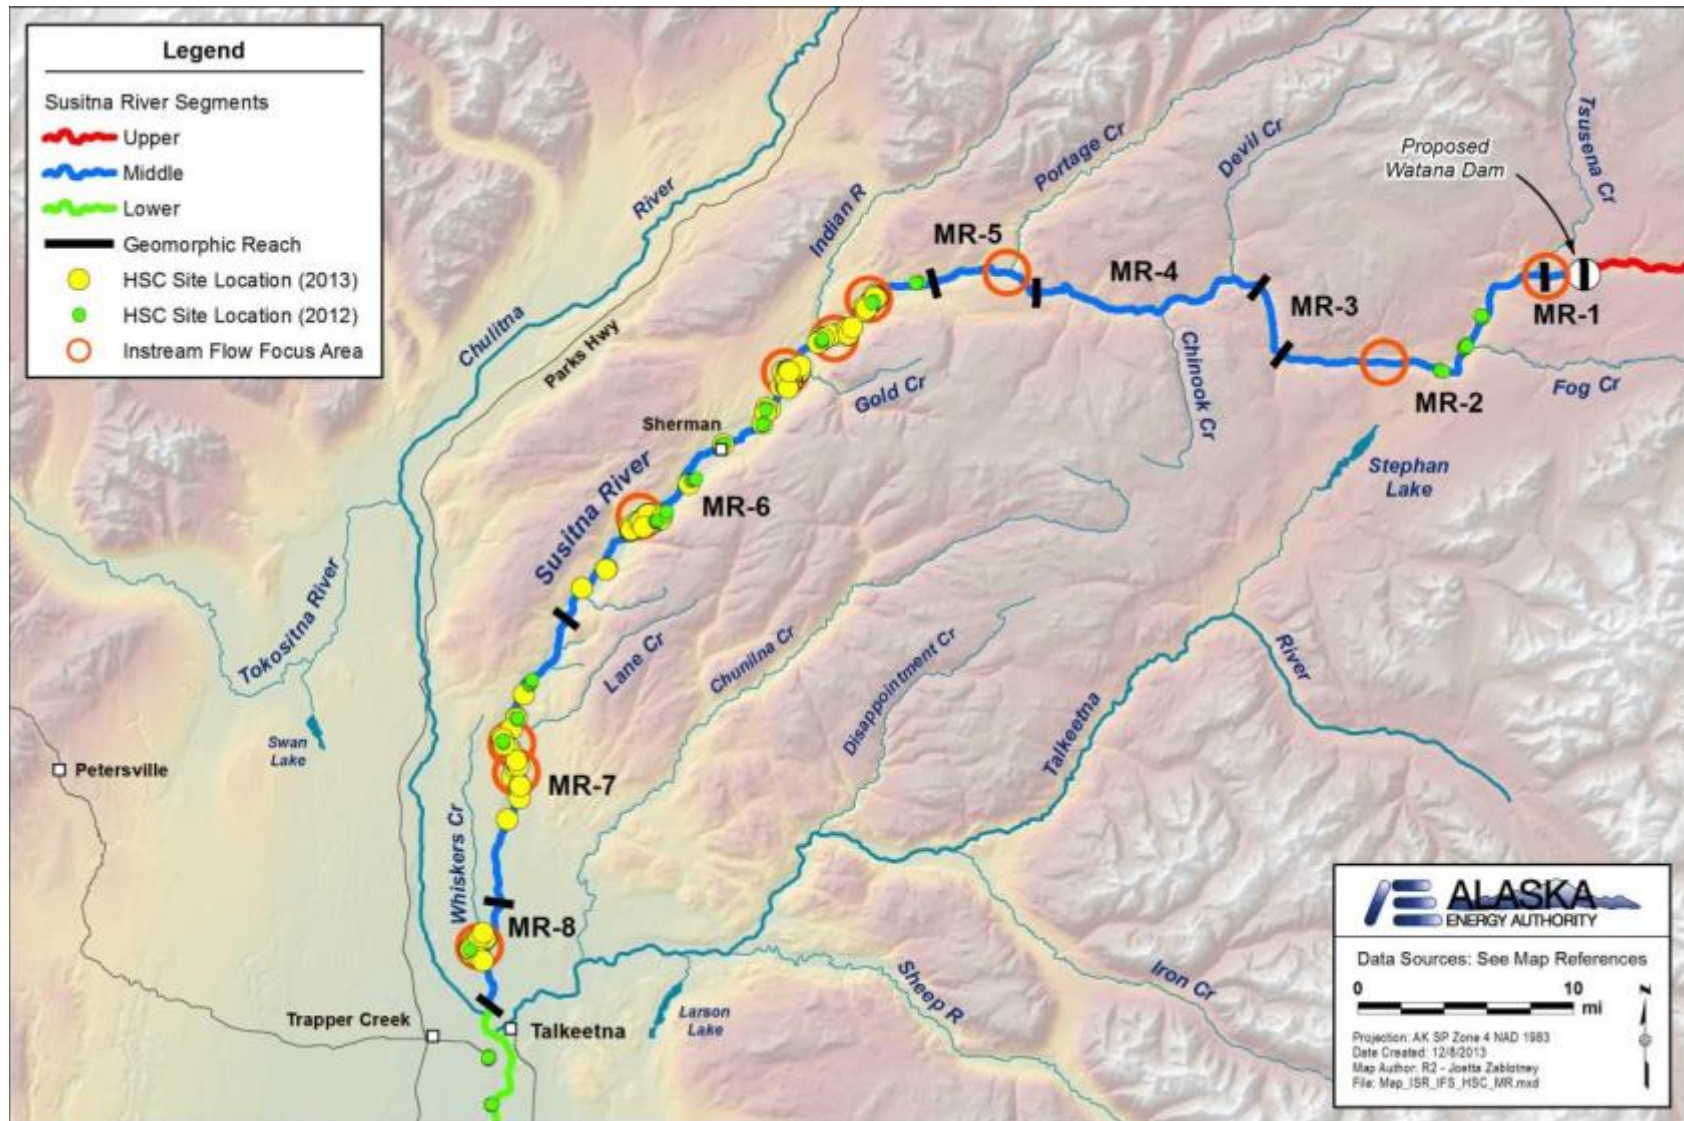 Legend
Susitna River Segments
Upper
Middle
Lower
Geomorphic Reach
HSC Site Location (2013)
HSC Site Location (2012)
Instream Flow Focus Area
Chulitna
River
Parks Hwy
Indian R
Portage Cr
Devil Cr
Tsusena Cr
Proposed
Watana Dam
MR-5
MR-4
MR-3
MR-1
MR-2
Fog Cr
Chinook Cr
Gold Cr
Sherman
Stephan
Lake
Susitna River
MR-6
Tokositna River
Lane Cr
Chunilna Cr
Disappointment Cr
Talkeetna
River
Swan
Lake
Petersville
MR-7
Whiskers Cr
MR-8
Trapper Creek
Talkeetna
Larson
Lake
Sheep R
Iron Cr
ALASKA
ENERGY AUTHORITY
Data Sources: See Map References
0 10
mi
N
Projection: AK SP Zone 4 NAD 1983
Date Created: 12/8/2013
Map Author: R2 - Joetta Zablotney
File: Map_ISR_IFS_HSC_MR.mxd